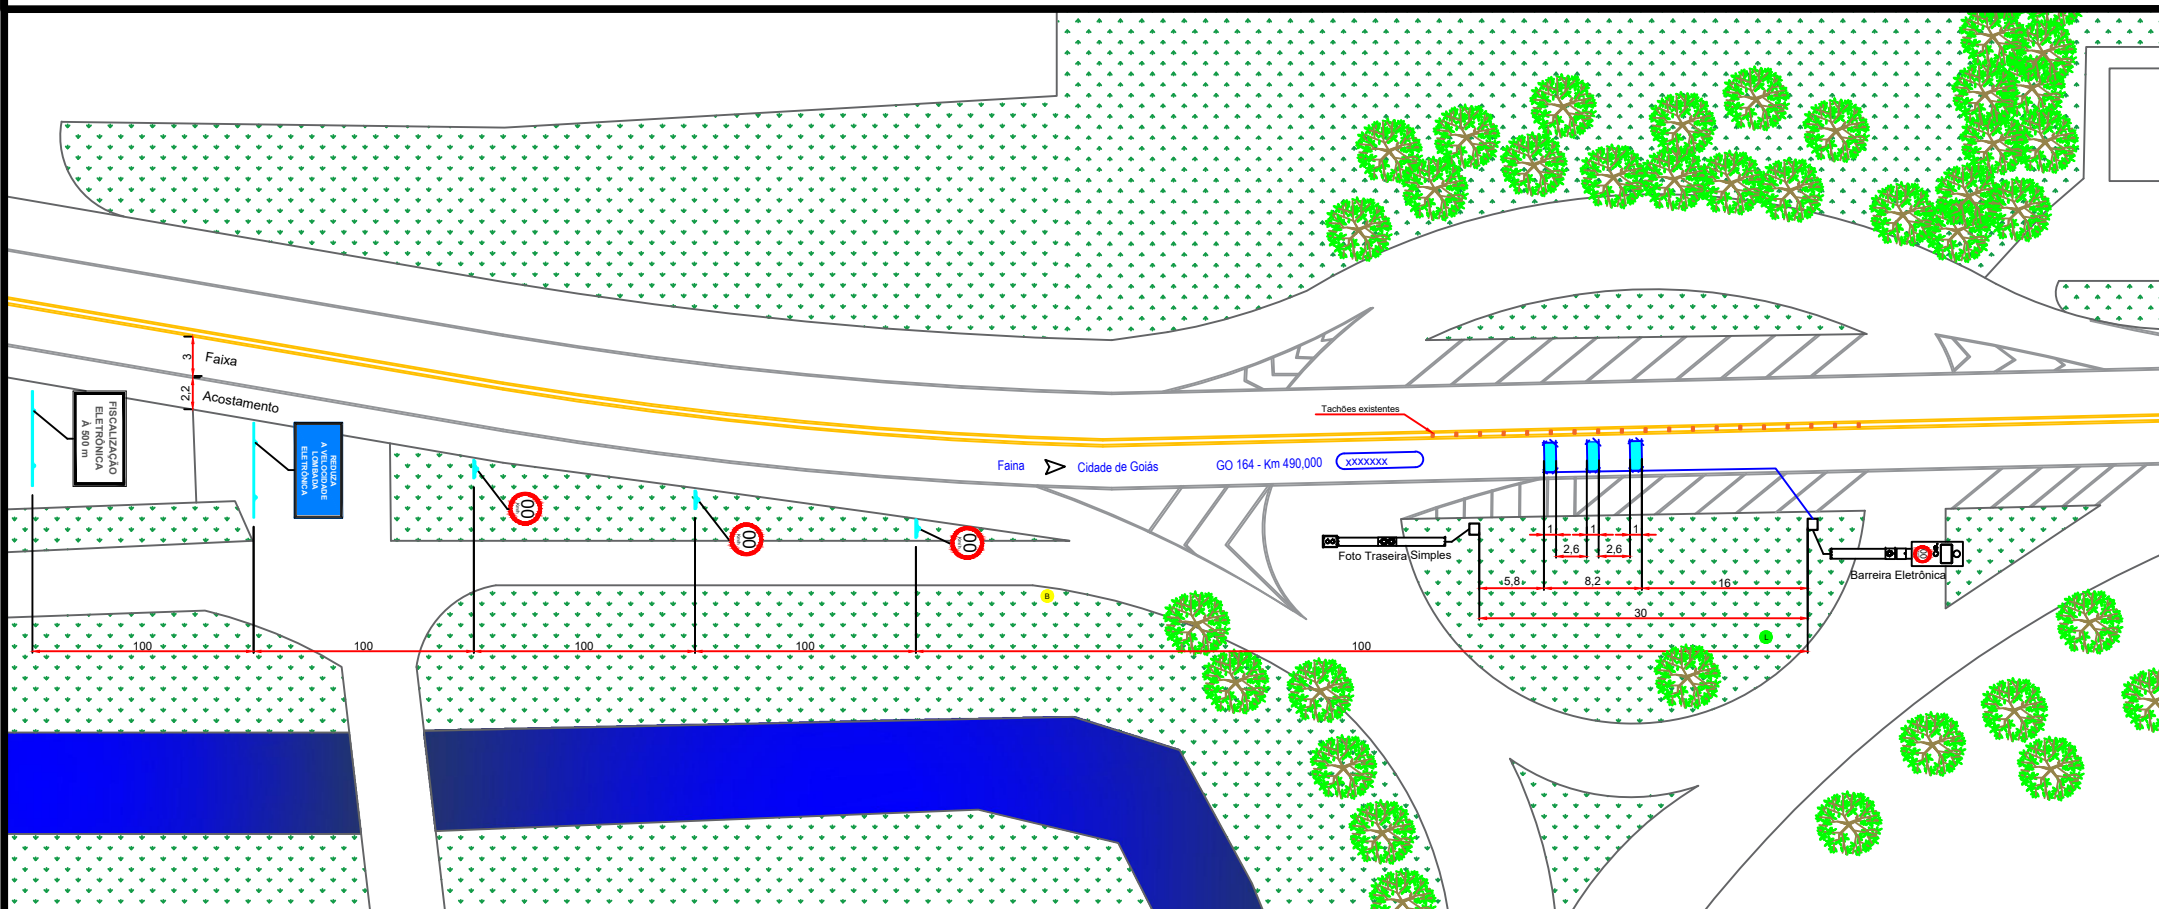 3
Faixa
2,2
Acostamento
FISCALIZAÇÃO
ELETRÔNICA
À 500 m
REDUZA
A VELOCIDADE
LOMBADA
ELETRÔNICA
00
00
00
Faina
Cidade de Goiás
GO 164 - Km 490,000
xxxxxxx
Tachões existentes
Foto Traseira Simples
Barreira Eletrônica
1
1
1
2,6
2,6
5,8
8,2
16
30
B
L
100
100
100
100
100